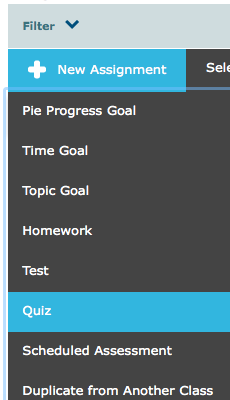 Filter
New Assignment
Sele
Pie Progress Goal
Time Goal
Topic Goal
Homework
Test
Quiz
Scheduled Assessment
Duplicate from Another Class